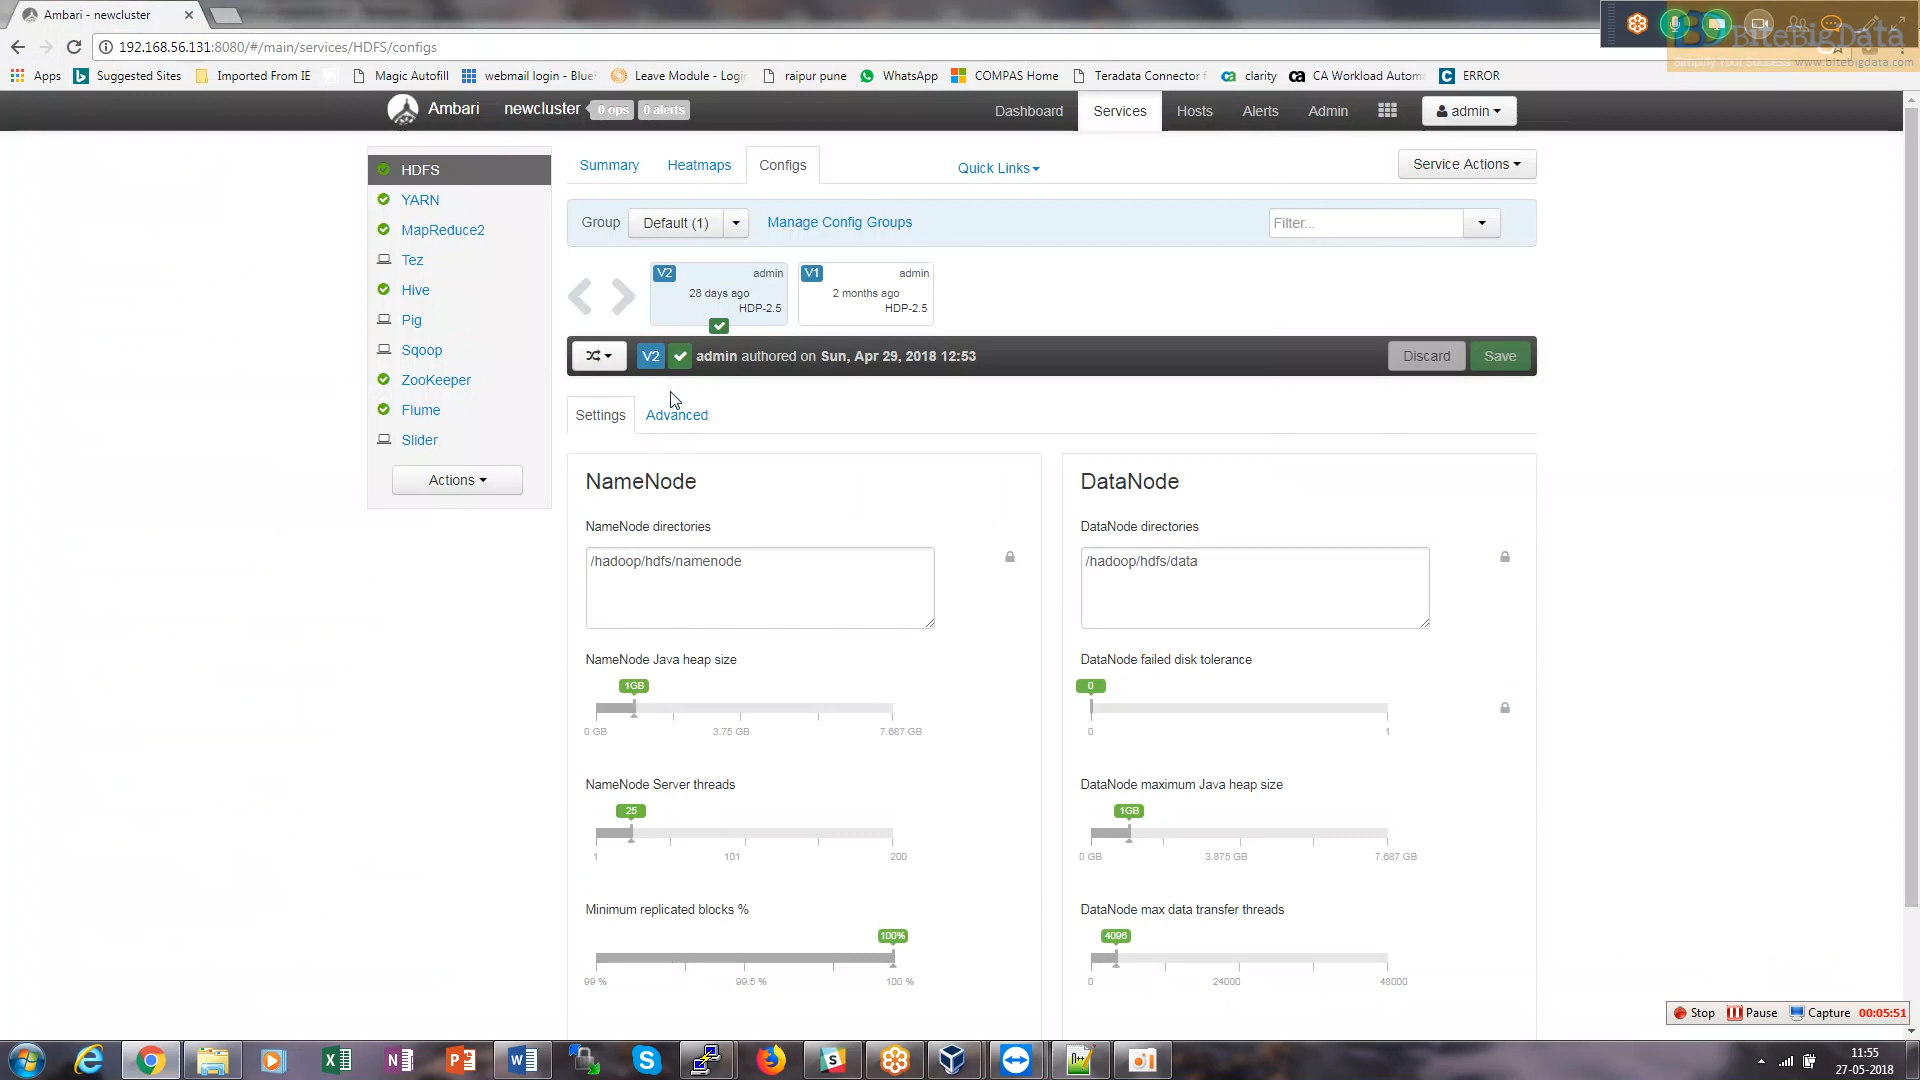 Ambari - newcluster
BiteBigData
Simplify Your Success www.bitebigdata.com
192.168.56.131:8080/#/main/services/HDFS/configs
Apps Suggested Sites Imported From IE Magic Autofill webmail login - Blue Leave Module - Logi raipur pune WhatsApp COMPAS Home Teradata Connector f clarity CA Workload Autom ERROR
Ambari newcluster 0 ops 0 alerts Dashboard Services Hosts Alerts Admin admin
HDFS
YARN
MapReduce2
Tez
Hive
Pig
Sqoop
ZooKeeper
Flume
Slider
Actions
Summary Heatmaps Configs Quick Links Service Actions
Group Default (1) Manage Config Groups Filter...
V2 admin
28 days ago
HDP-2.5
V1 admin
2 months ago
HDP-2.5
V2 admin authored on Sun, Apr 29, 2018 12:53 Discard Save
Settings Advanced
NameNode
NameNode directories
/hadoop/hdfs/namenode
NameNode Java heap size
1GB
0 GB 3.75 GB 7.687 GB
NameNode Server threads
25
1 101 200
Minimum replicated blocks %
100%
99 % 99.5 % 100 %
DataNode
DataNode directories
/hadoop/hdfs/data
DataNode failed disk tolerance
0
0 1
DataNode maximum Java heap size
1GB
0 GB 3.875 GB 7.687 GB
DataNode max data transfer threads
4096
0 24000 48000
Stop Pause Capture 00:05:51
11:55
27-05-2018